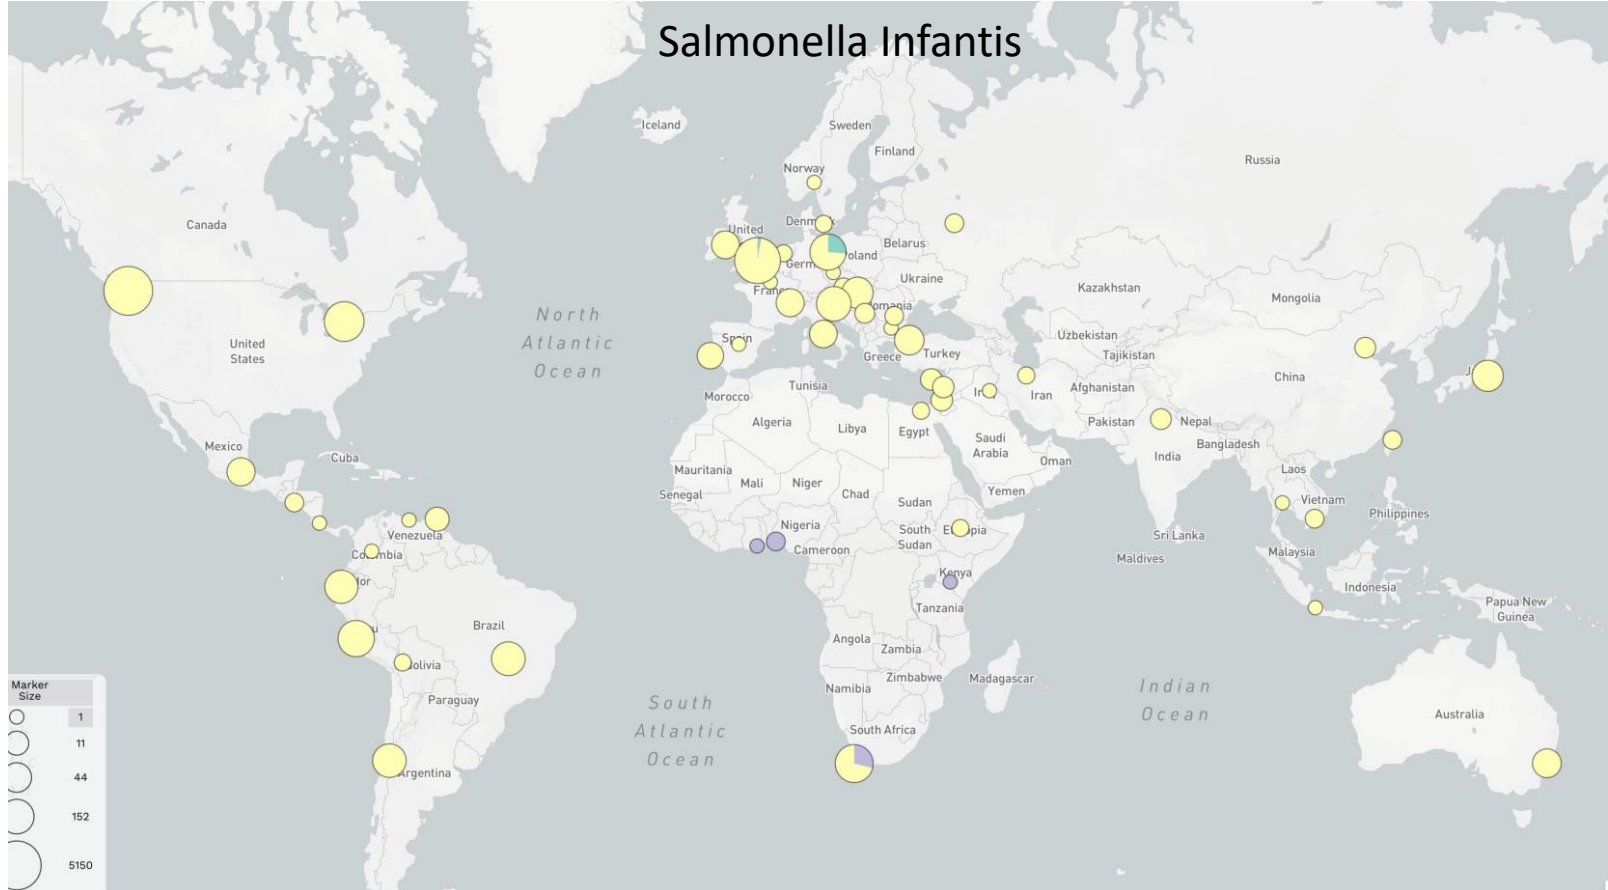 Salmonella Infantis
Iceland
Sweden
Finland
Russia
Norway
Canada
United
Belarus
Ukraine
Kazakhstan
Mongolia
North
Atlantic
Ocean
United
States
Uzbekistan
Tajikistan
Greece
Turkey
China
Tunisia
Morocco
Iran
Afghanistan
Algeria
Libya
Egypt
Pakistan
Nepal
Bangladesh
Mexico
Cuba
Saudi
Arabia
Oman
India
Laos
Mauritania
Mali
Niger
Chad
Senegal
Sudan
Yemen
Vietnam
Philippines
Nigeria
South
Sudan
Venezuela
Cameroon
Sri Lanka
Maldives
Malaysia
Kenya
Indonesia
Papua New
Guinea
Tanzania
Brazil
Angola
Zambia
Zimbabwe
Madagascar
Namibia
Paraguay
South
Atlantic
Ocean
Indian
Ocean
Australia
South Africa
Argentina
Marker
Size
1
11
44
152
5150